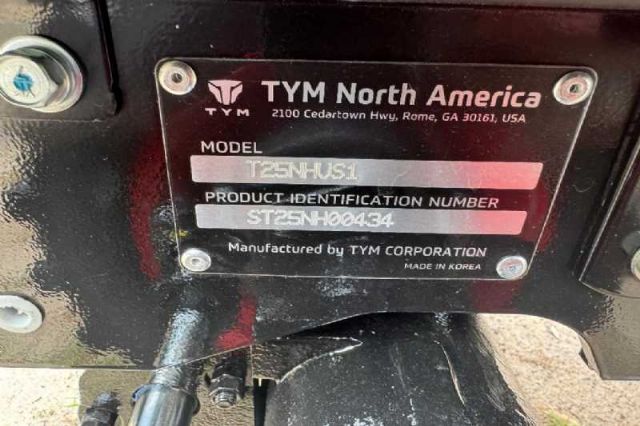 TYM
TYM North America
2100 Cedartown Hwy, Rome, GA 30161, USA
MODEL
T25NHUS1
PRODUCT IDENTIFICATION NUMBER
ST25NH00434
Manufactured by TYM CORPORATION
MADE IN KOREA